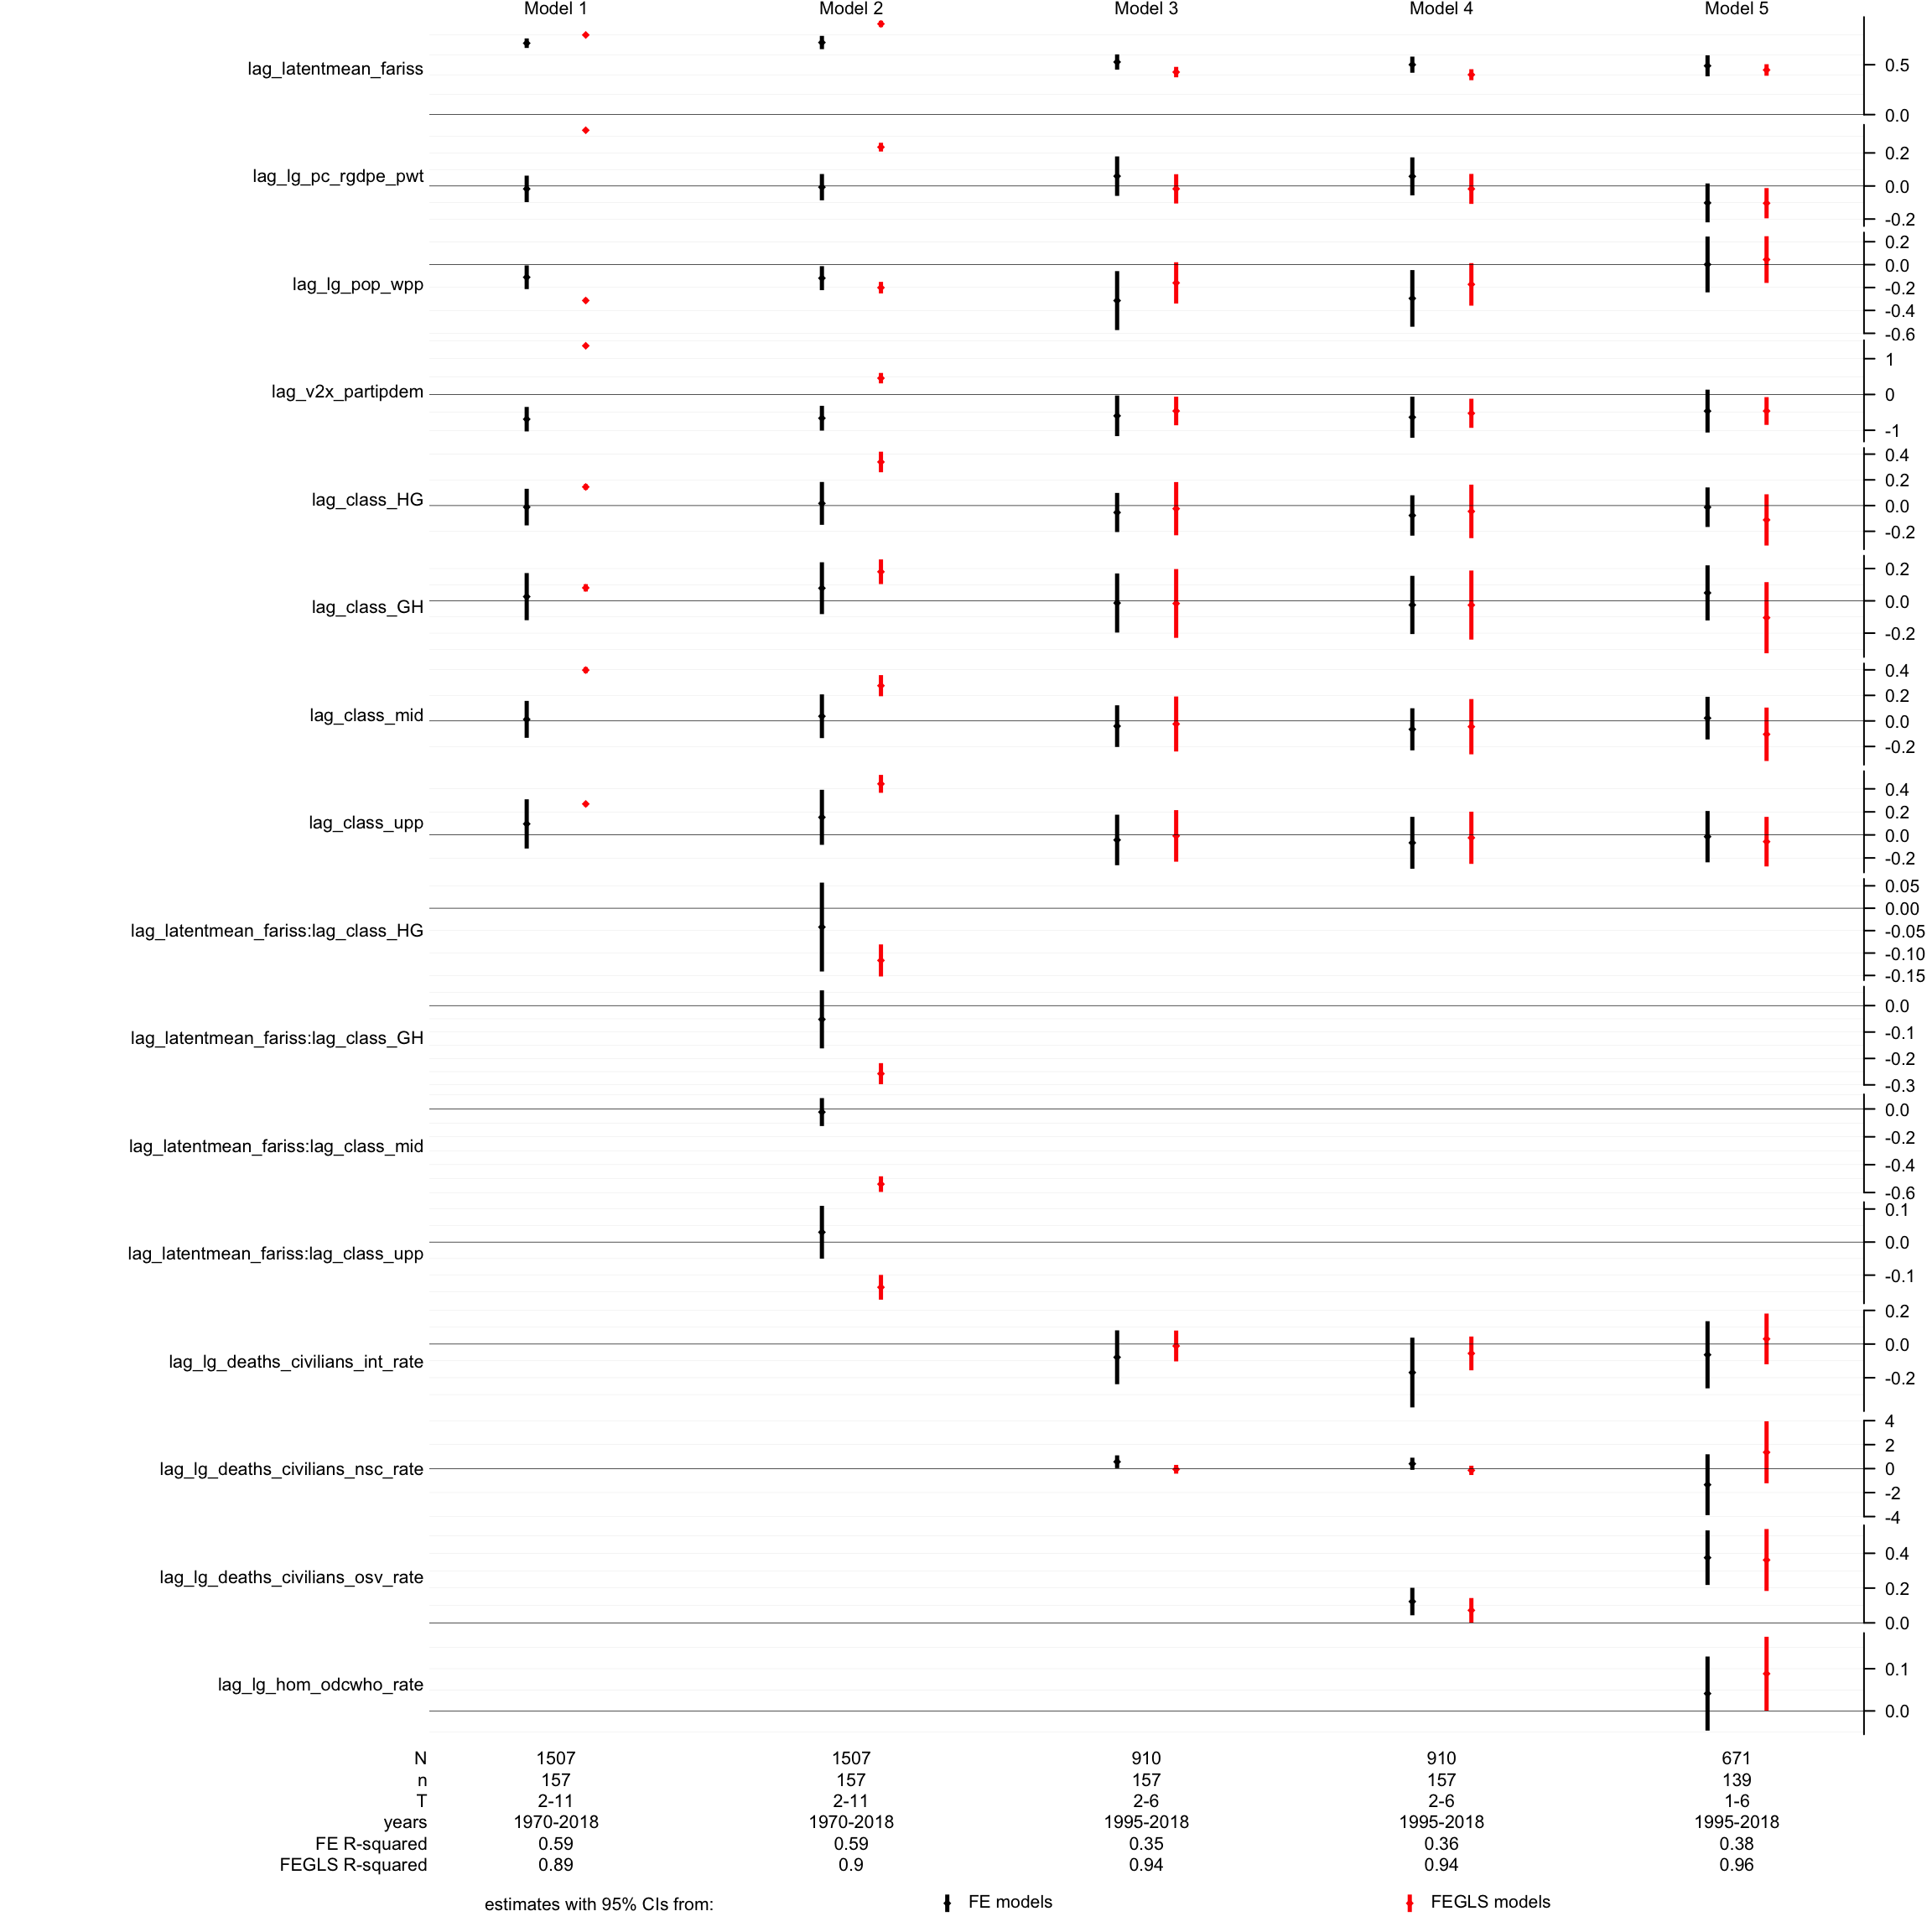 Model 1 Model 2 Model 3 Model 4 Model 5
lag_latentmean_fariss
0.5
0.0
lag_lg_pc_rgdpe_pwt
0.2
0.0
-0.2
lag_lg_pop_wpp
0.2
0.0
-0.2
-0.4
-0.6
lag_v2x_partipdem
1
0
-1
lag_class_HG
0.4
0.2
0.0
-0.2
lag_class_GH
0.2
0.0
-0.2
lag_class_mid
0.4
0.2
0.0
-0.2
lag_class_upp
0.4
0.2
0.0
-0.2
lag_latentmean_fariss:lag_class_HG
0.05
0.00
-0.05
-0.10
-0.15
lag_latentmean_fariss:lag_class_GH
0.0
-0.1
-0.2
-0.3
lag_latentmean_fariss:lag_class_mid
0.0
-0.2
-0.4
-0.6
lag_latentmean_fariss:lag_class_upp
0.1
0.0
-0.1
lag_lg_deaths_civilians_int_rate
0.2
0.0
-0.2
lag_lg_deaths_civilians_nsc_rate
4
2
0
-2
-4
lag_lg_deaths_civilians_osv_rate
0.4
0.2
0.0
lag_lg_hom_odcwho_rate
0.1
0.0
N 1507 1507 910 910 671
n 157 157 157 157 139
T 2-11 2-11 2-6 2-6 1-6
years 1970-2018 1970-2018 1995-2018 1995-2018 1995-2018
FE R-squared 0.59 0.59 0.35 0.36 0.38
FEGLS R-squared 0.89 0.9 0.94 0.94 0.96
estimates with 95% CIs from: FE models FEGLS models